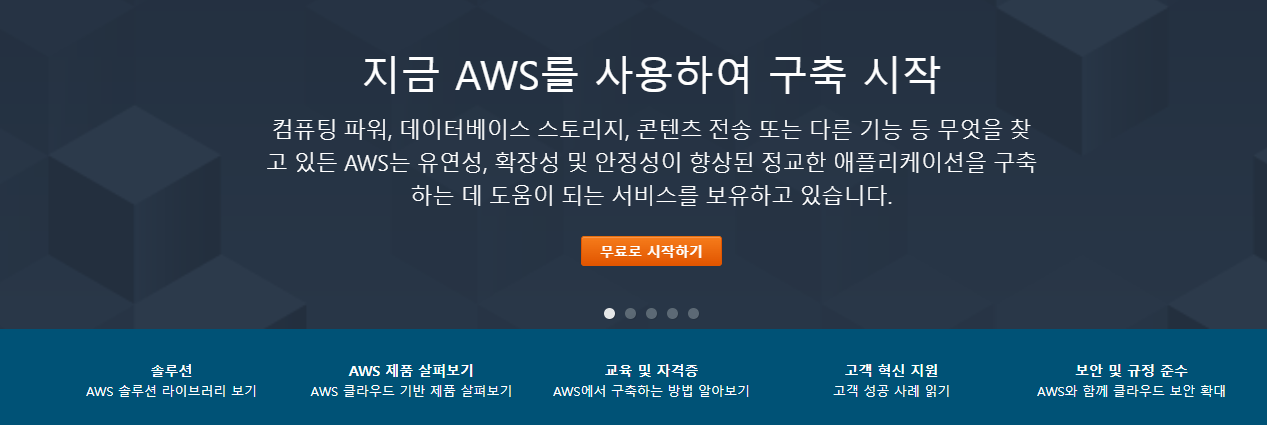 지금 AWS를 사용하여 구축 시작
컴퓨팅 파워, 데이터베이스 스토리지, 콘텐츠 전송 또는 다른 기능 등 무엇을 찾
고 있든 AWS는 유연성, 확장성 및 안정성이 향상된 정교한 애플리케이션을 구축
하는 데 도움이 되는 서비스를 보유하고 있습니다.
무료로 시작하기
솔루션
AWS 솔루션 라이브러리 보기
AWS 제품 살펴보기
AWS 클라우드 기반 제품 살펴보기
교육 및 자격증
AWS에서 구축하는 방법 알아보기
고객 혁신 지원
고객 성공 사례 읽기
보안 및 규정 준수
AWS와 함께 클라우드 보안 확대